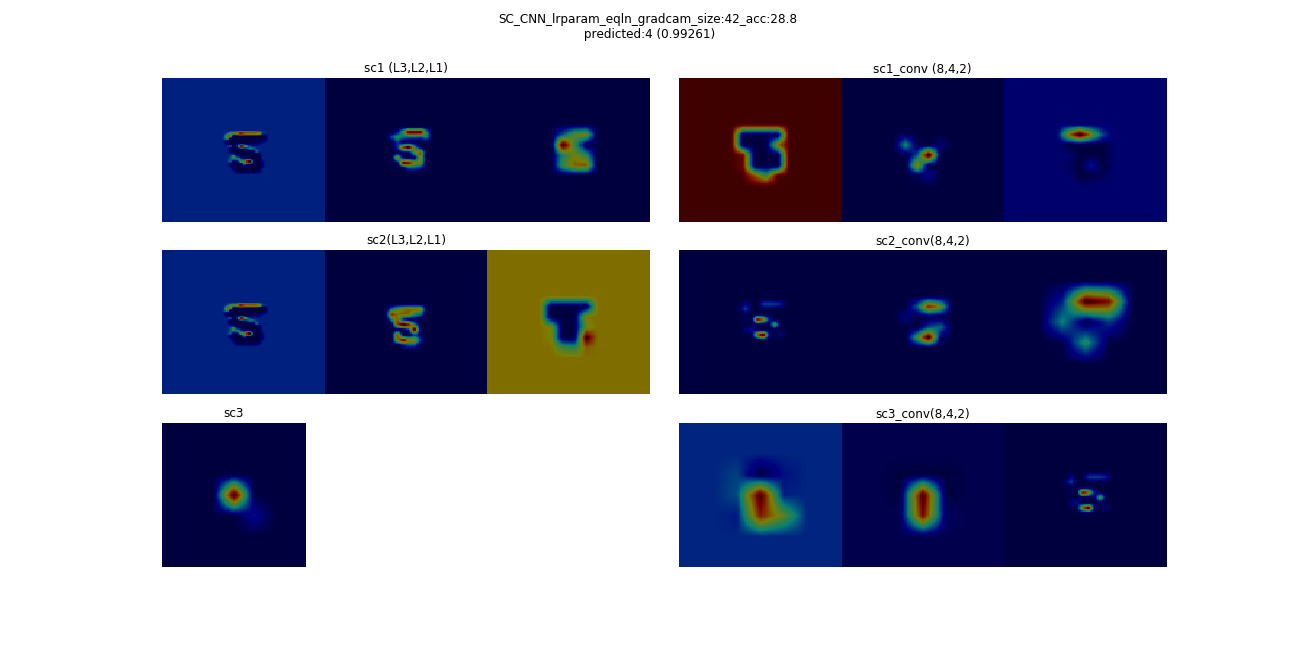 SC_CNN_lrparam_eqln_gradcam_size:42_acc:28.8
predicted:4 (0.99261)
sc1 (L3,L2,L1)
sc1_conv (8,4,2)
sc2(L3,L2,L1)
sc2_conv(8,4,2)
sc3
sc3_conv(8,4,2)